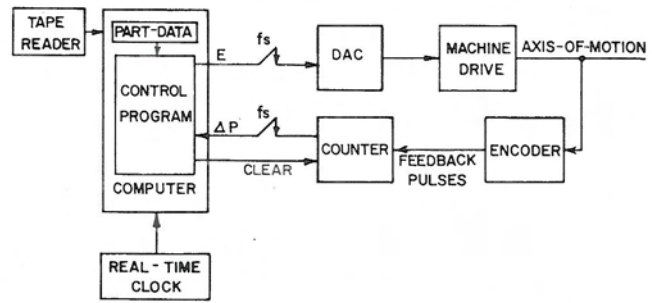 TAPE
READER
PART-DATA
CONTROL
PROGRAM
COMPUTER
E
fs
DAC
MACHINE
DRIVE
AXIS-OF-MOTION
ΔP
fs
CLEAR
COUNTER
FEEDBACK
PULSES
ENCODER
REAL-TIME
CLOCK